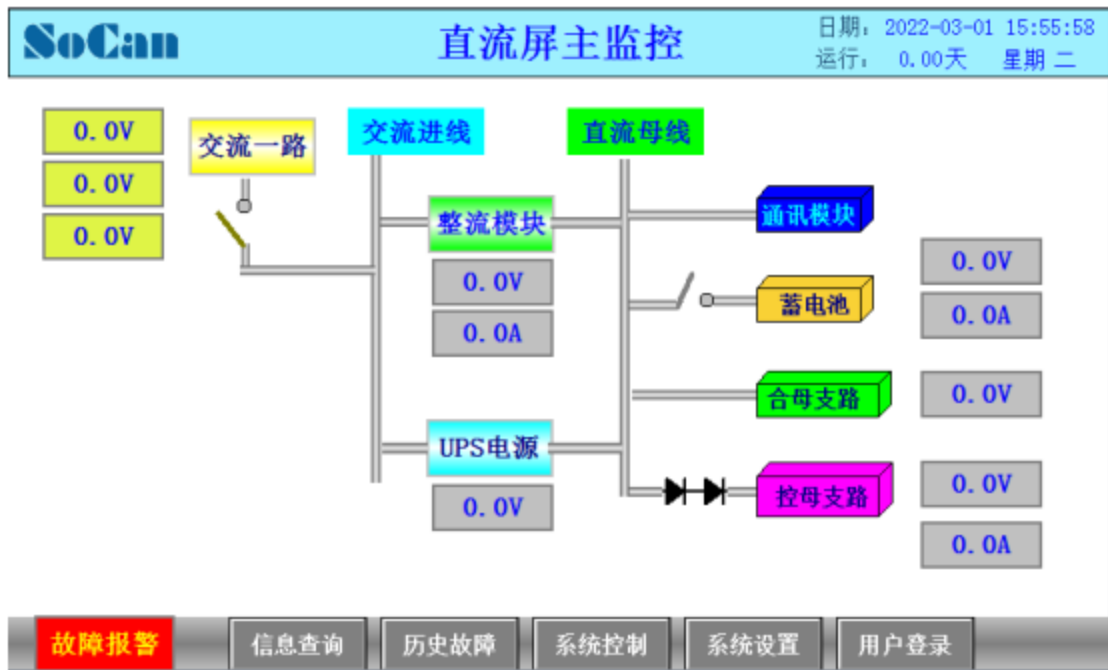 SoCan
直流屏主监控
日期: 2022-03-01 15:55:58
运行: 0.00天 星期 二
0.0V
0.0V
0.0V
交流一路
交流进线
直流母线
整流模块
0.0V
0.0A
UPS电源
0.0V
通讯模块
蓄电池
0.0V
0.0A
合母支路
0.0V
控母支路
0.0V
0.0A
故障报警
信息查询
历史故障
系统控制
系统设置
用户登录